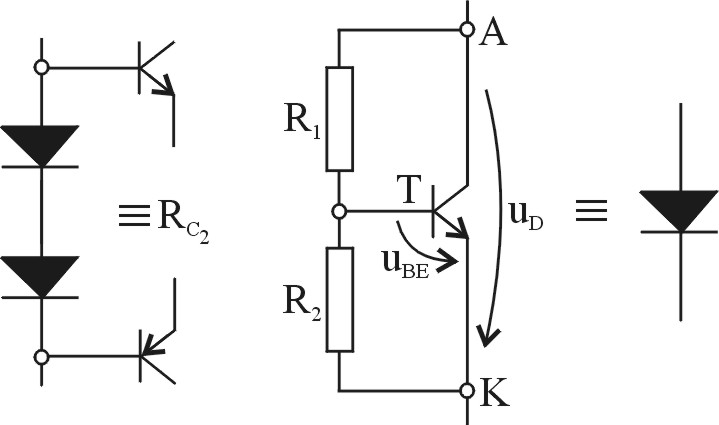 A
R1
T
≡ RC2
uD ≡
uBE
R2
K